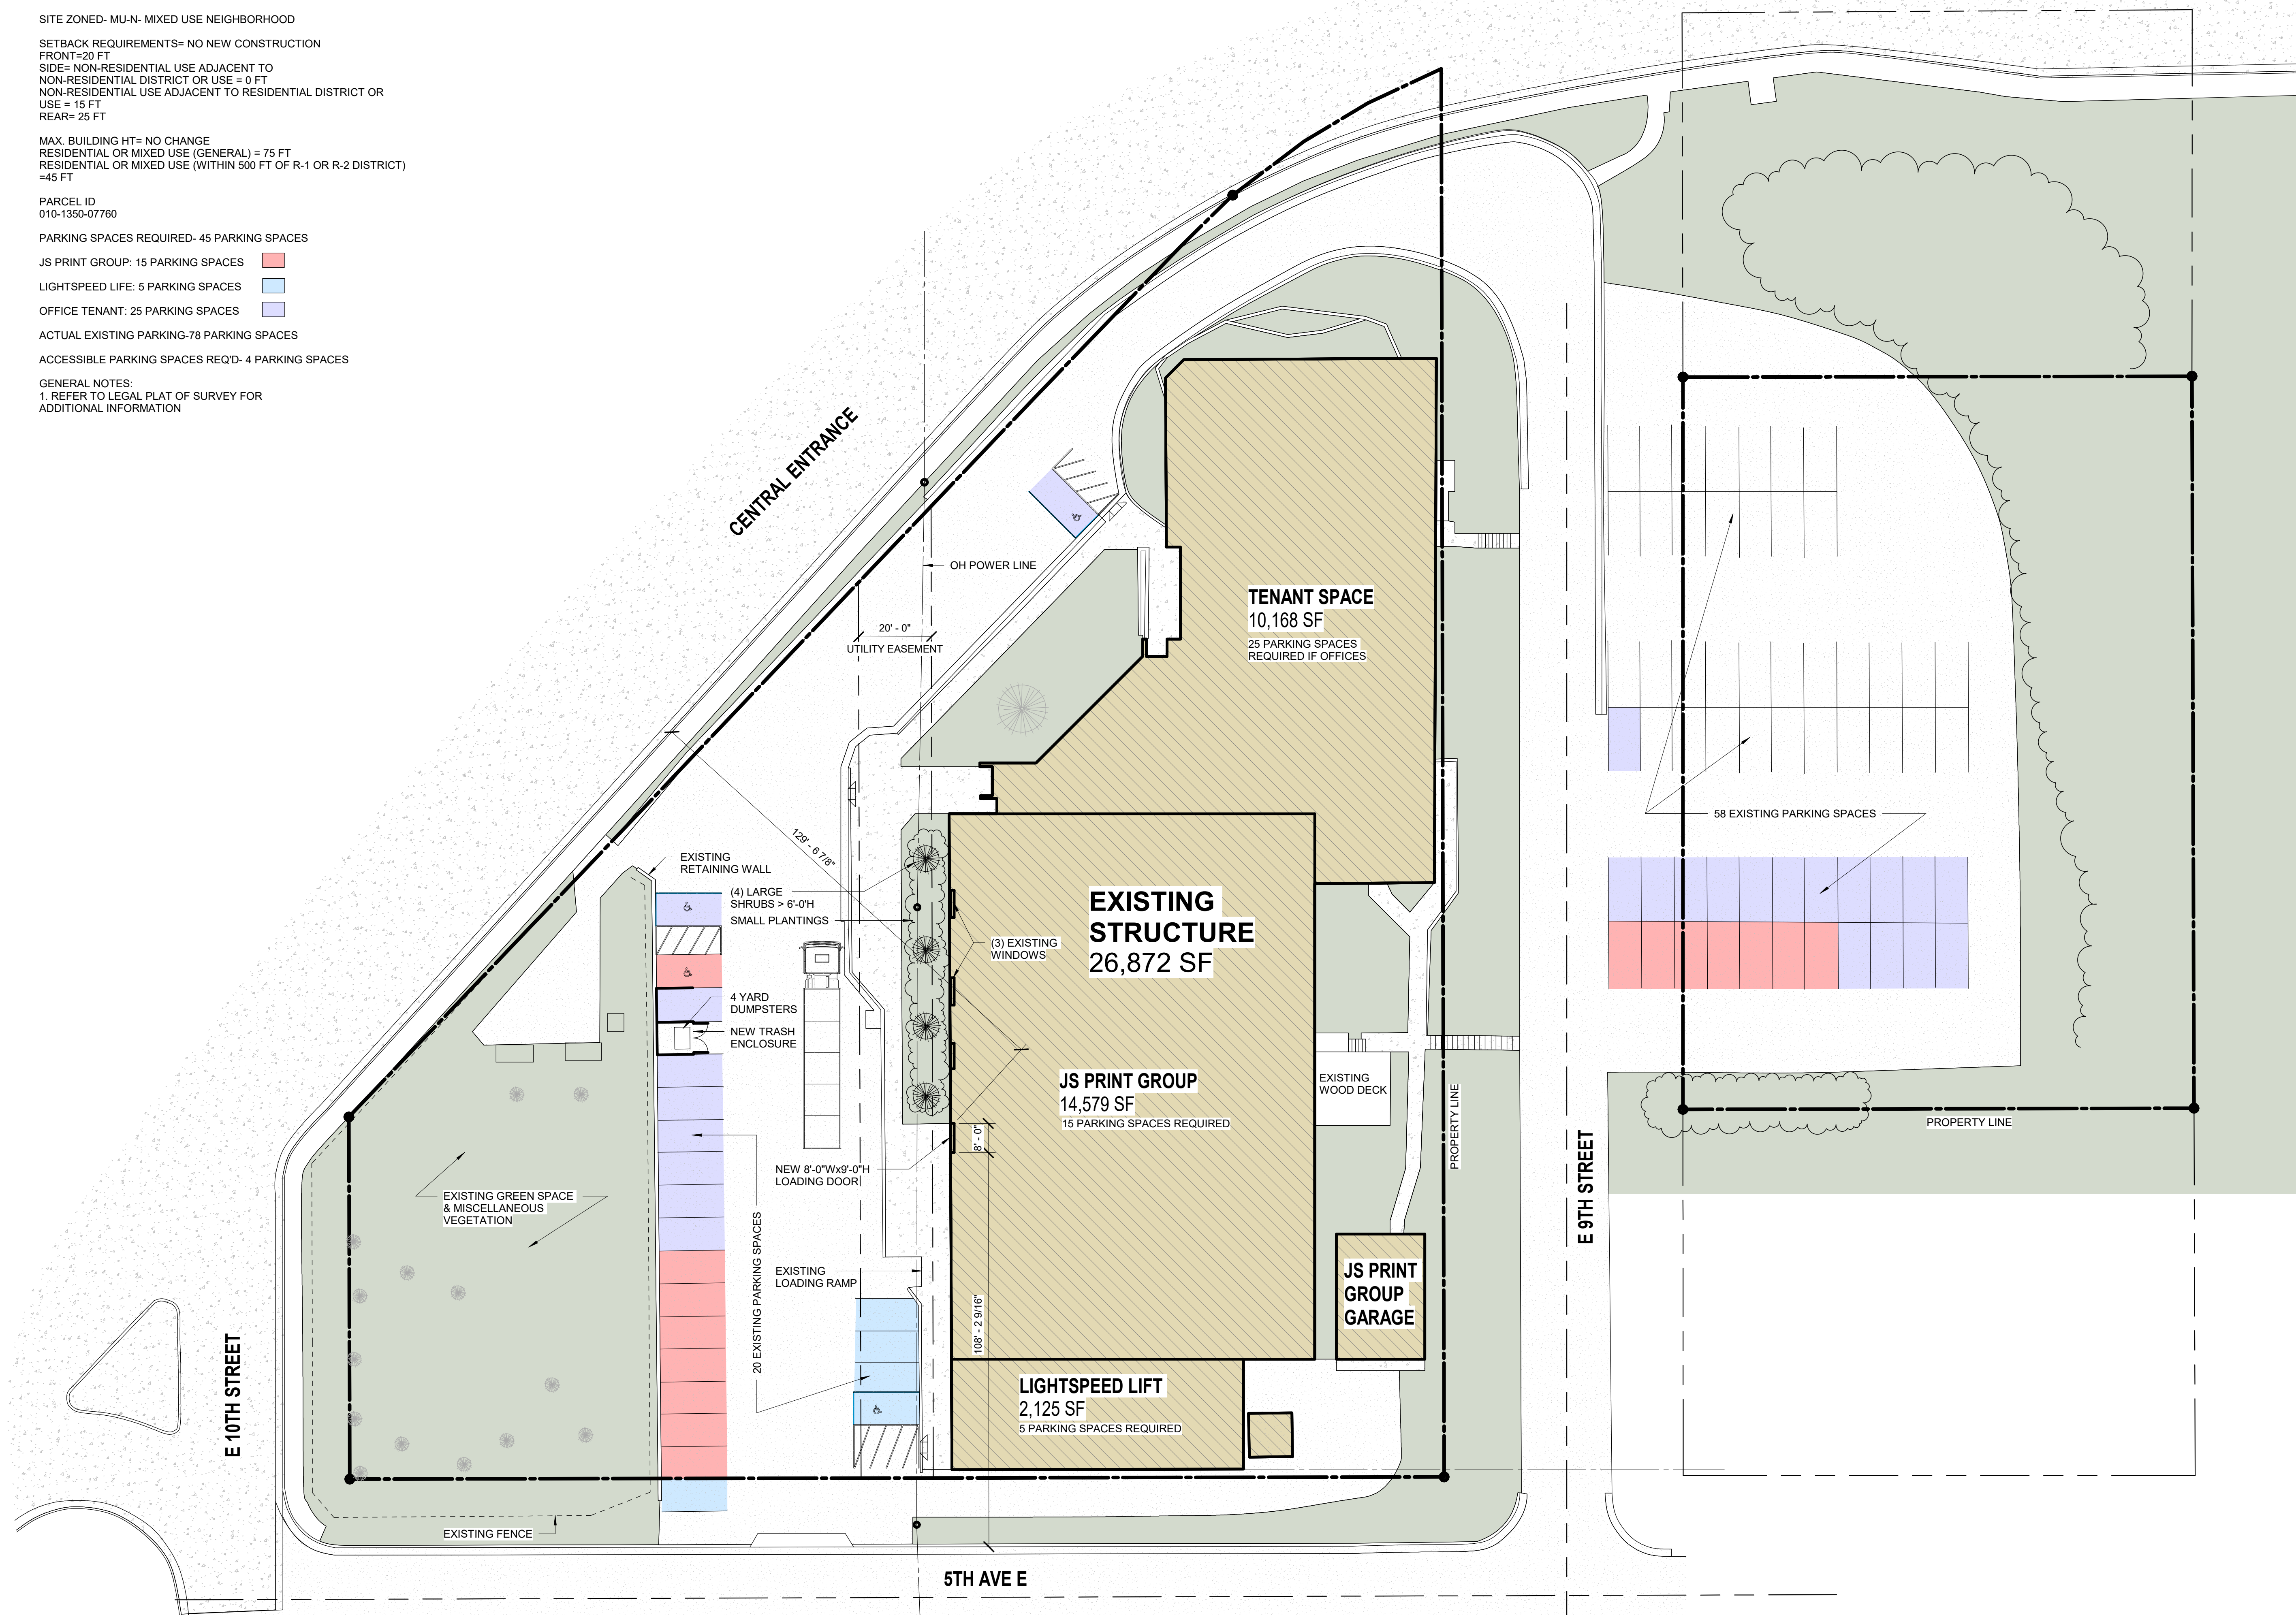 SITE ZONED- MU-N- MIXED USE NEIGHBORHOOD
SETBACK REQUIREMENTS= NO NEW CONSTRUCTION
FRONT=20 FT
SIDE= NON-RESIDENTIAL USE ADJACENT TO
NON-RESIDENTIAL DISTRICT OR USE = 0 FT
NON-RESIDENTIAL USE ADJACENT TO RESIDENTIAL DISTRICT OR
USE = 15 FT
REAR= 25 FT
MAX. BUILDING HT= NO CHANGE
RESIDENTIAL OR MIXED USE (GENERAL) = 75 FT
RESIDENTIAL OR MIXED USE (WITHIN 500 FT OF R-1 OR R-2 DISTRICT)
=45 FT
PARCEL ID
010-1350-07760
PARKING SPACES REQUIRED- 45 PARKING SPACES
JS PRINT GROUP: 15 PARKING SPACES
LIGHTSPEED LIFE: 5 PARKING SPACES
OFFICE TENANT: 25 PARKING SPACES
ACTUAL EXISTING PARKING-78 PARKING SPACES
ACCESSIBLE PARKING SPACES REQ'D- 4 PARKING SPACES
GENERAL NOTES:
1. REFER TO LEGAL PLAT OF SURVEY FOR
ADDITIONAL INFORMATION
CENTRAL ENTRANCE
OH POWER LINE
20' - 0"
UTILITY EASEMENT
TENANT SPACE
10,168 SF
25 PARKING SPACES
REQUIRED IF OFFICES
58 EXISTING PARKING SPACES
129' - 6 7/8"
EXISTING
RETAINING WALL
(4) LARGE
SHRUBS > 6'-0'H
SMALL PLANTINGS
EXISTING
STRUCTURE
26,872 SF
(3) EXISTING
WINDOWS
4 YARD
DUMPSTERS
NEW TRASH
ENCLOSURE
JS PRINT GROUP
14,579 SF
15 PARKING SPACES REQUIRED
EXISTING
WOOD DECK
PROPERTY LINE
PROPERTY LINE
8' - 0"
NEW 8'-0"Wx9'-0"H
LOADING DOOR
EXISTING GREEN SPACE
& MISCELLANEOUS
VEGETATION
20 EXISTING PARKING SPACES
EXISTING
LOADING RAMP
108' - 2 9/16"
JS PRINT
GROUP
GARAGE
E 9TH STREET
E 10TH STREET
LIGHTSPEED LIFT
2,125 SF
5 PARKING SPACES REQUIRED
EXISTING FENCE
5TH AVE E